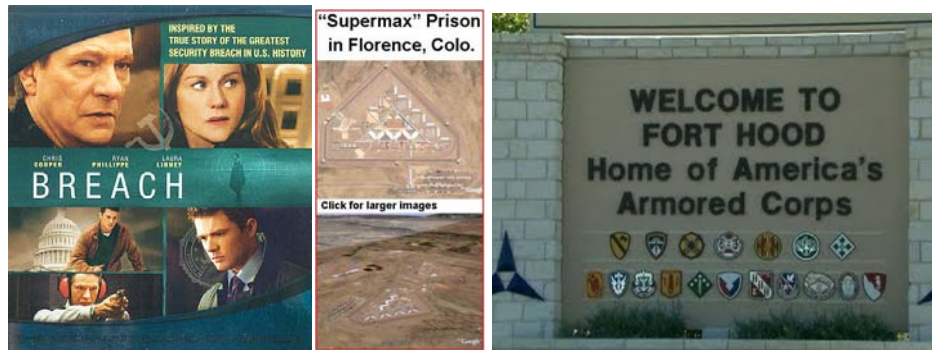 INSPIRED BY THE
TRUE STORY OF THE GREATEST
SECURITY BREACH IN U.S. HISTORY
CHRIS
COOPER
RYAN
PHILLIPPE
LAURA
LINNEY
BREACH
“Supermax” Prison
in Florence, Colo.
Click for larger images
Google
WELCOME TO
FORT HOOD
Home of America's
Armored Corps